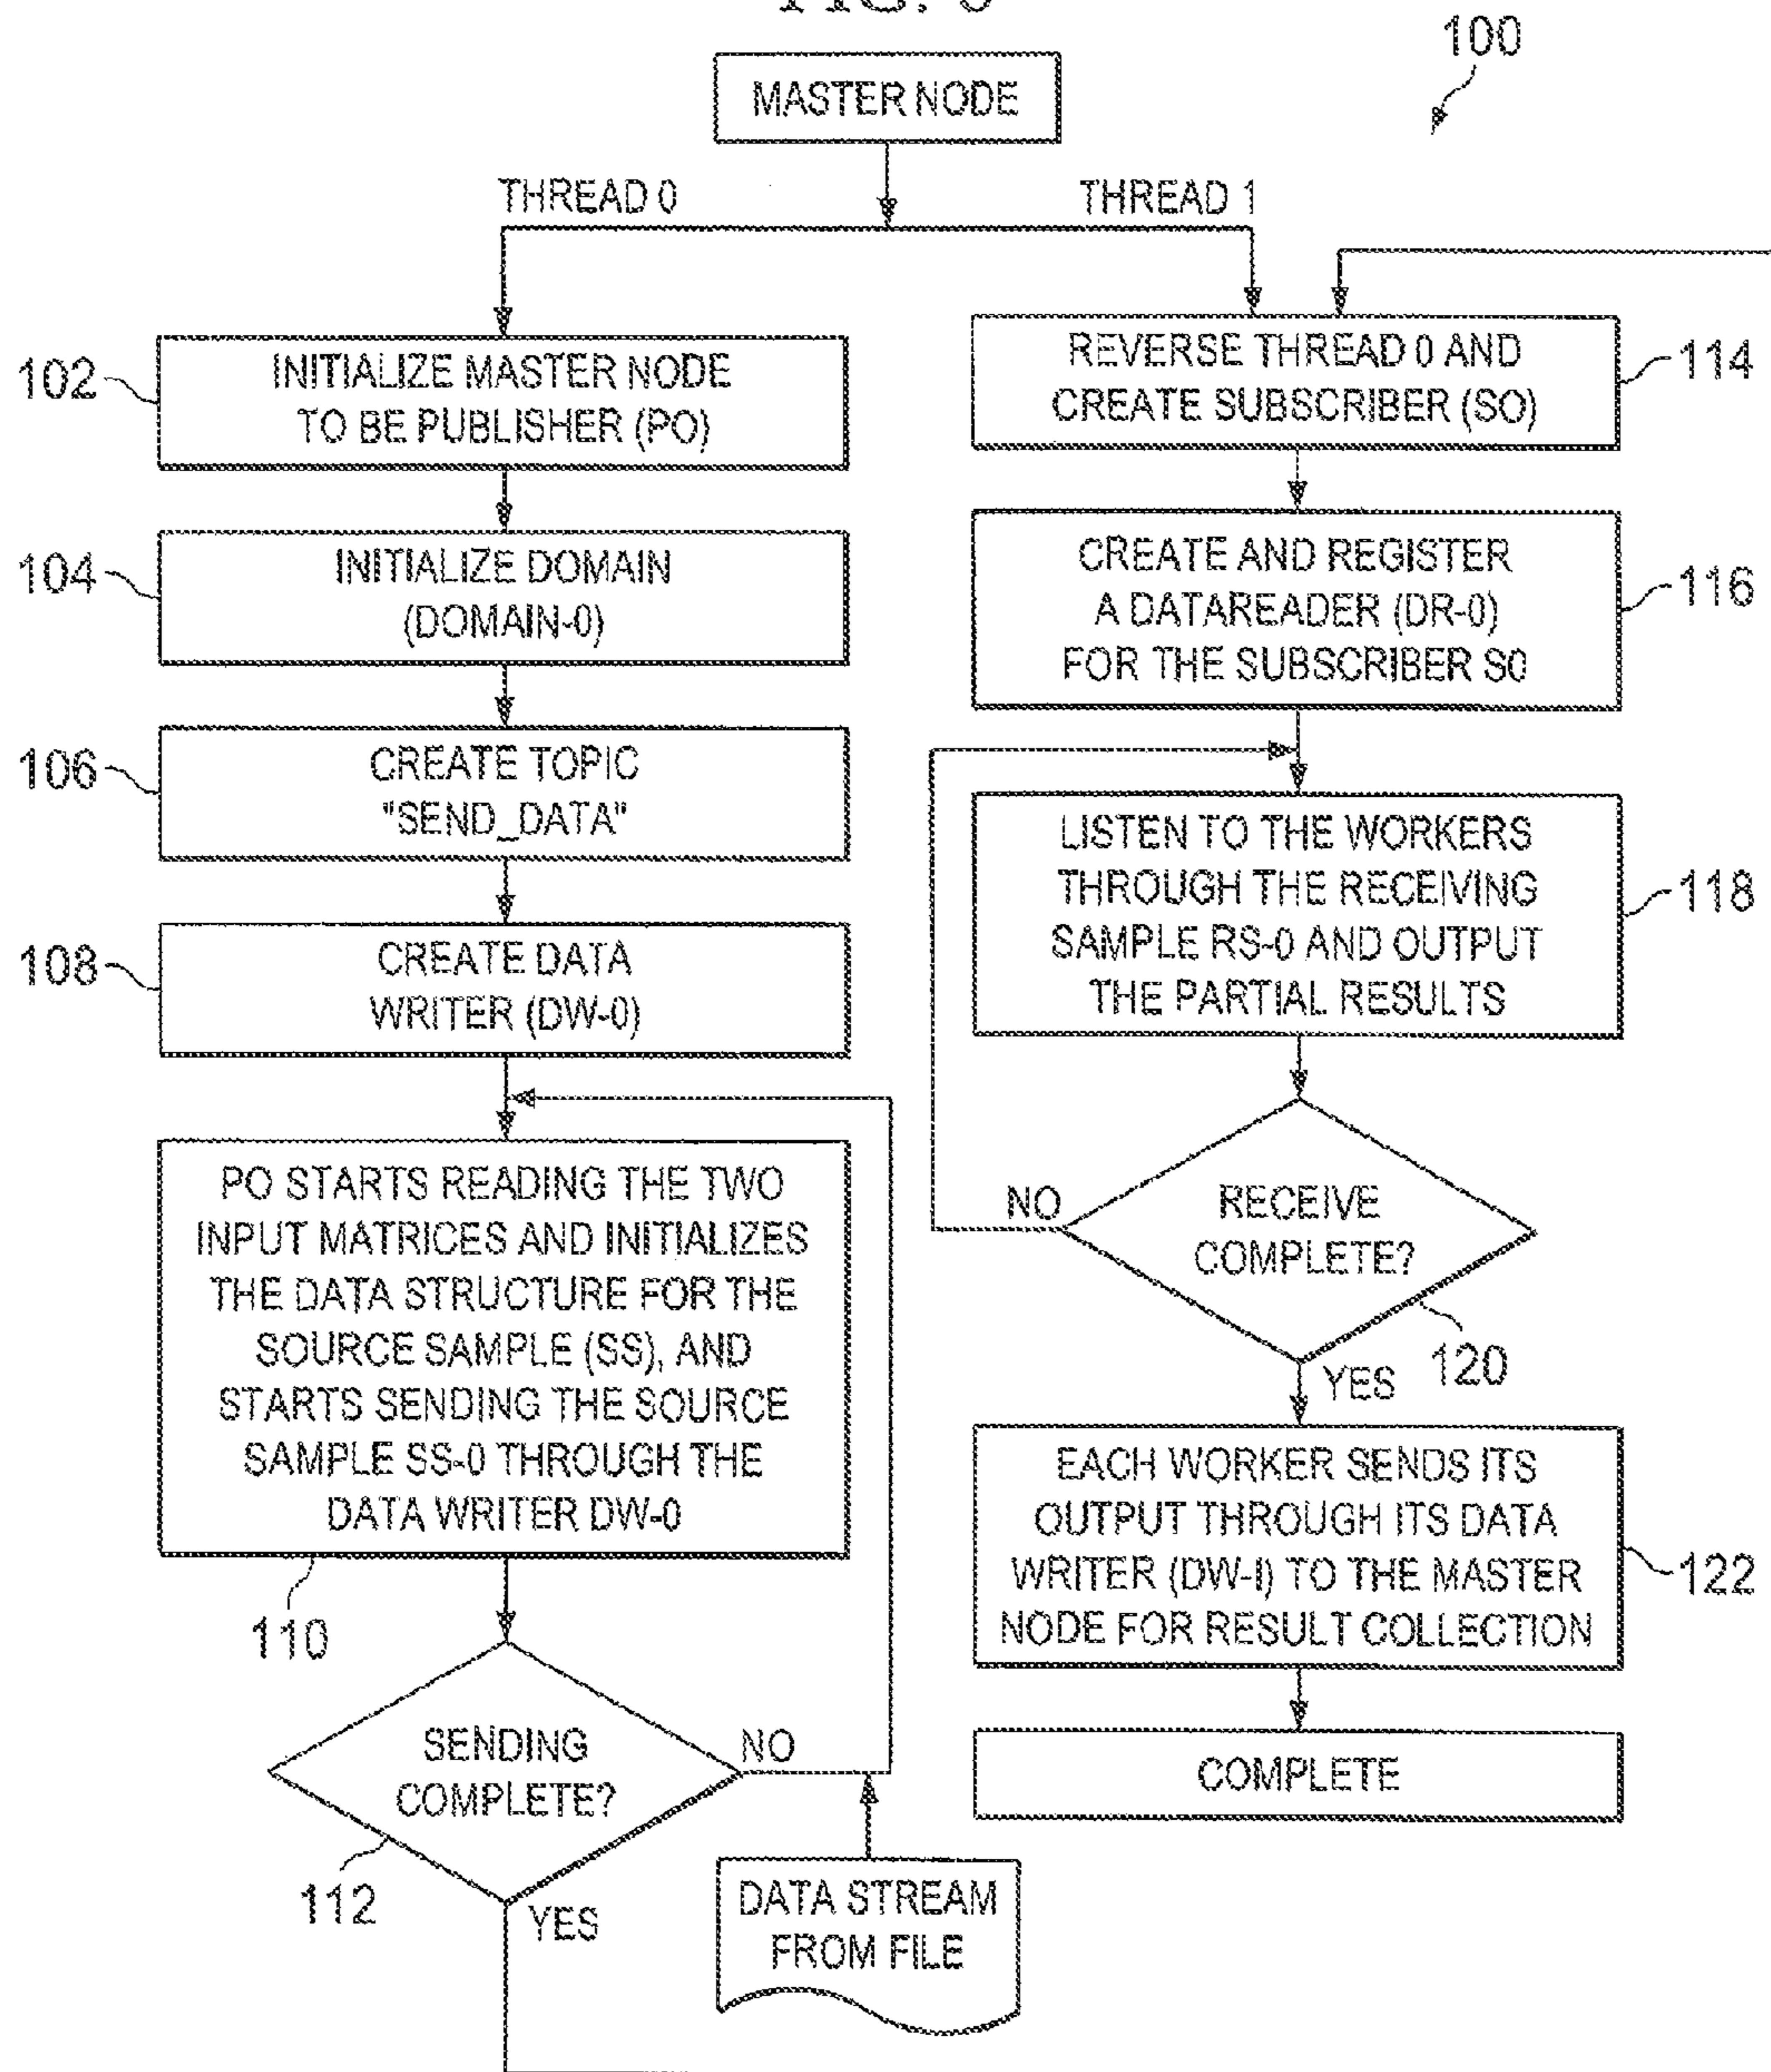 100
MASTER NODE
THREAD 0
THREAD 1
102
INITIALIZE MASTER NODE
TO BE PUBLISHER (PO)
104
INITIALIZE DOMAIN
(DOMAIN-0)
106
CREATE TOPIC
"SEND_DATA"
108
CREATE DATA
WRITER (DW-0)
PO STARTS READING THE TWO
INPUT MATRICES AND INITIALIZES
THE DATA STRUCTURE FOR THE
SOURCE SAMPLE (SS), AND
STARTS SENDING THE SOURCE
SAMPLE SS-0 THROUGH THE
DATA WRITER DW-0
110
SENDING
COMPLETE?
NO
112
YES
DATA STREAM
FROM FILE
REVERSE THREAD 0 AND
CREATE SUBSCRIBER (SO)
114
CREATE AND REGISTER
A DATAREADER (DR-0)
FOR THE SUBSCRIBER S0
116
LISTEN TO THE WORKERS
THROUGH THE RECEIVING
SAMPLE RS-0 AND OUTPUT
THE PARTIAL RESULTS
118
NO
RECEIVE
COMPLETE?
120
YES
EACH WORKER SENDS ITS
OUTPUT THROUGH ITS DATA
WRITER (DW-I) TO THE MASTER
NODE FOR RESULT COLLECTION
122
COMPLETE